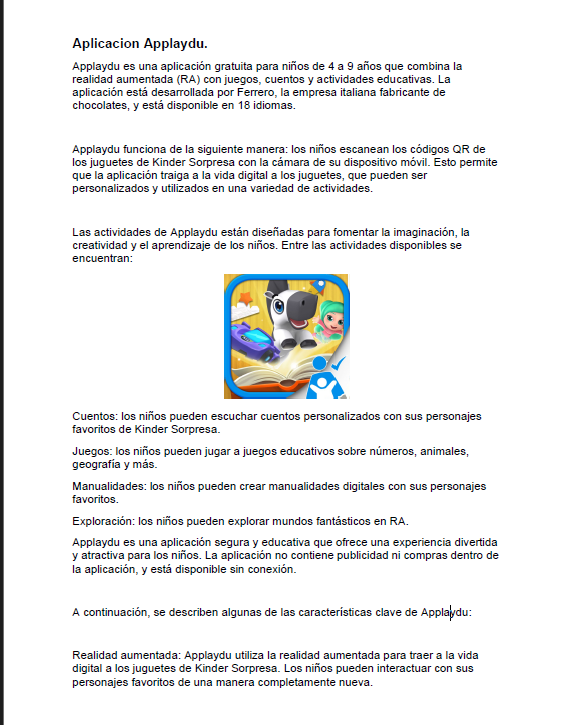 Aplicacion Applaydu.
Applaydu es una aplicación gratuita para niños de 4 a 9 años que combina la
realidad aumentada (RA) con juegos, cuentos y actividades educativas. La
aplicación está desarrollada por Ferrero, la empresa italiana fabricante de
chocolates, y está disponible en 18 idiomas.
Applaydu funciona de la siguiente manera: los niños escanean los códigos QR de
los juguetes de Kinder Sorpresa con la cámara de su dispositivo móvil. Esto permite
que la aplicación traiga a la vida digital a los juguetes, que pueden ser
personalizados y utilizados en una variedad de actividades.
Las actividades de Applaydu están diseñadas para fomentar la imaginación, la
creatividad y el aprendizaje de los niños. Entre las actividades disponibles se
encuentran:
Cuentos: los niños pueden escuchar cuentos personalizados con sus personajes
favoritos de Kinder Sorpresa.
Juegos: los niños pueden jugar a juegos educativos sobre números, animales,
geografía y más.
Manualidades: los niños pueden crear manualidades digitales con sus personajes
favoritos.
Exploración: los niños pueden explorar mundos fantásticos en RA.
Applaydu es una aplicación segura y educativa que ofrece una experiencia divertida
y atractiva para los niños. La aplicación no contiene publicidad ni compras dentro de
la aplicación, y está disponible sin conexión.
A continuación, se describen algunas de las características clave de Applaydu:
Realidad aumentada: Applaydu utiliza la realidad aumentada para traer a la vida
digital a los juguetes de Kinder Sorpresa. Los niños pueden interactuar con sus
personajes favoritos de una manera completamente nueva.